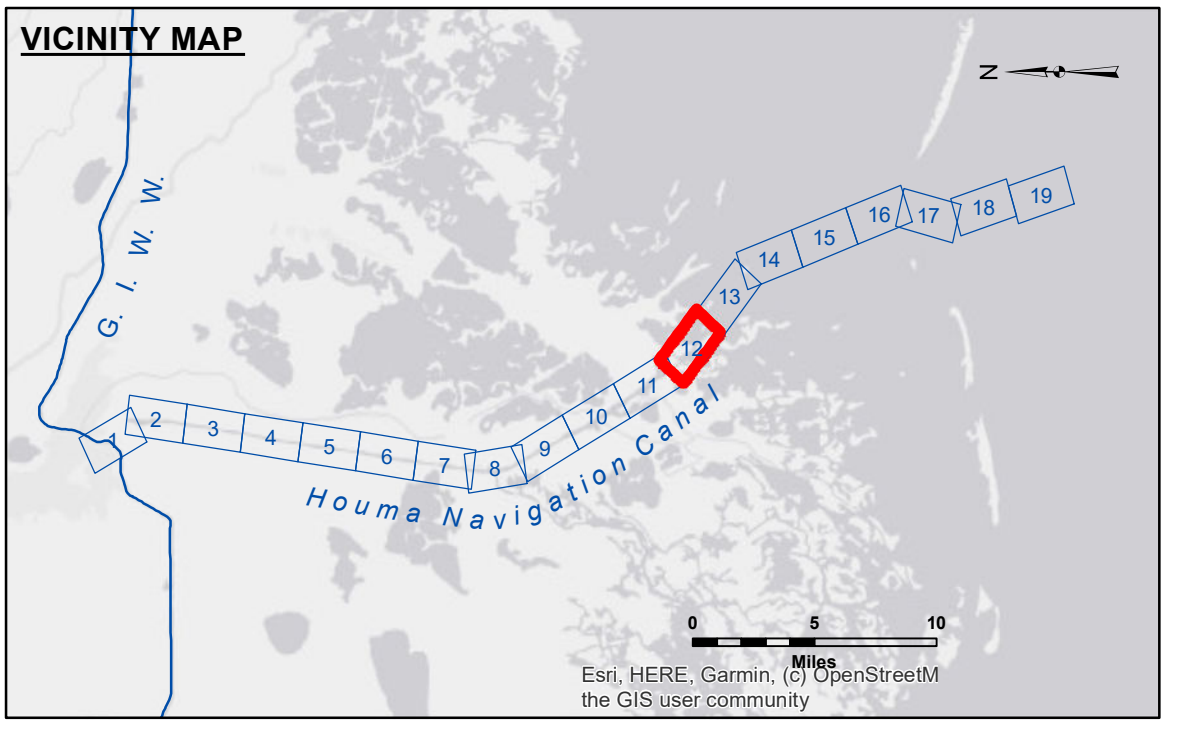 VICINITY MAP
N
G. I. W. W.
19
18
17
16
15
14
13
12
11
10
9
8
7
6
5
4
3
2
1
Houma Navigation Canal
0 5 10
Miles
Esri, HERE, Garmin, (c) OpenStreetM
the GIS user community